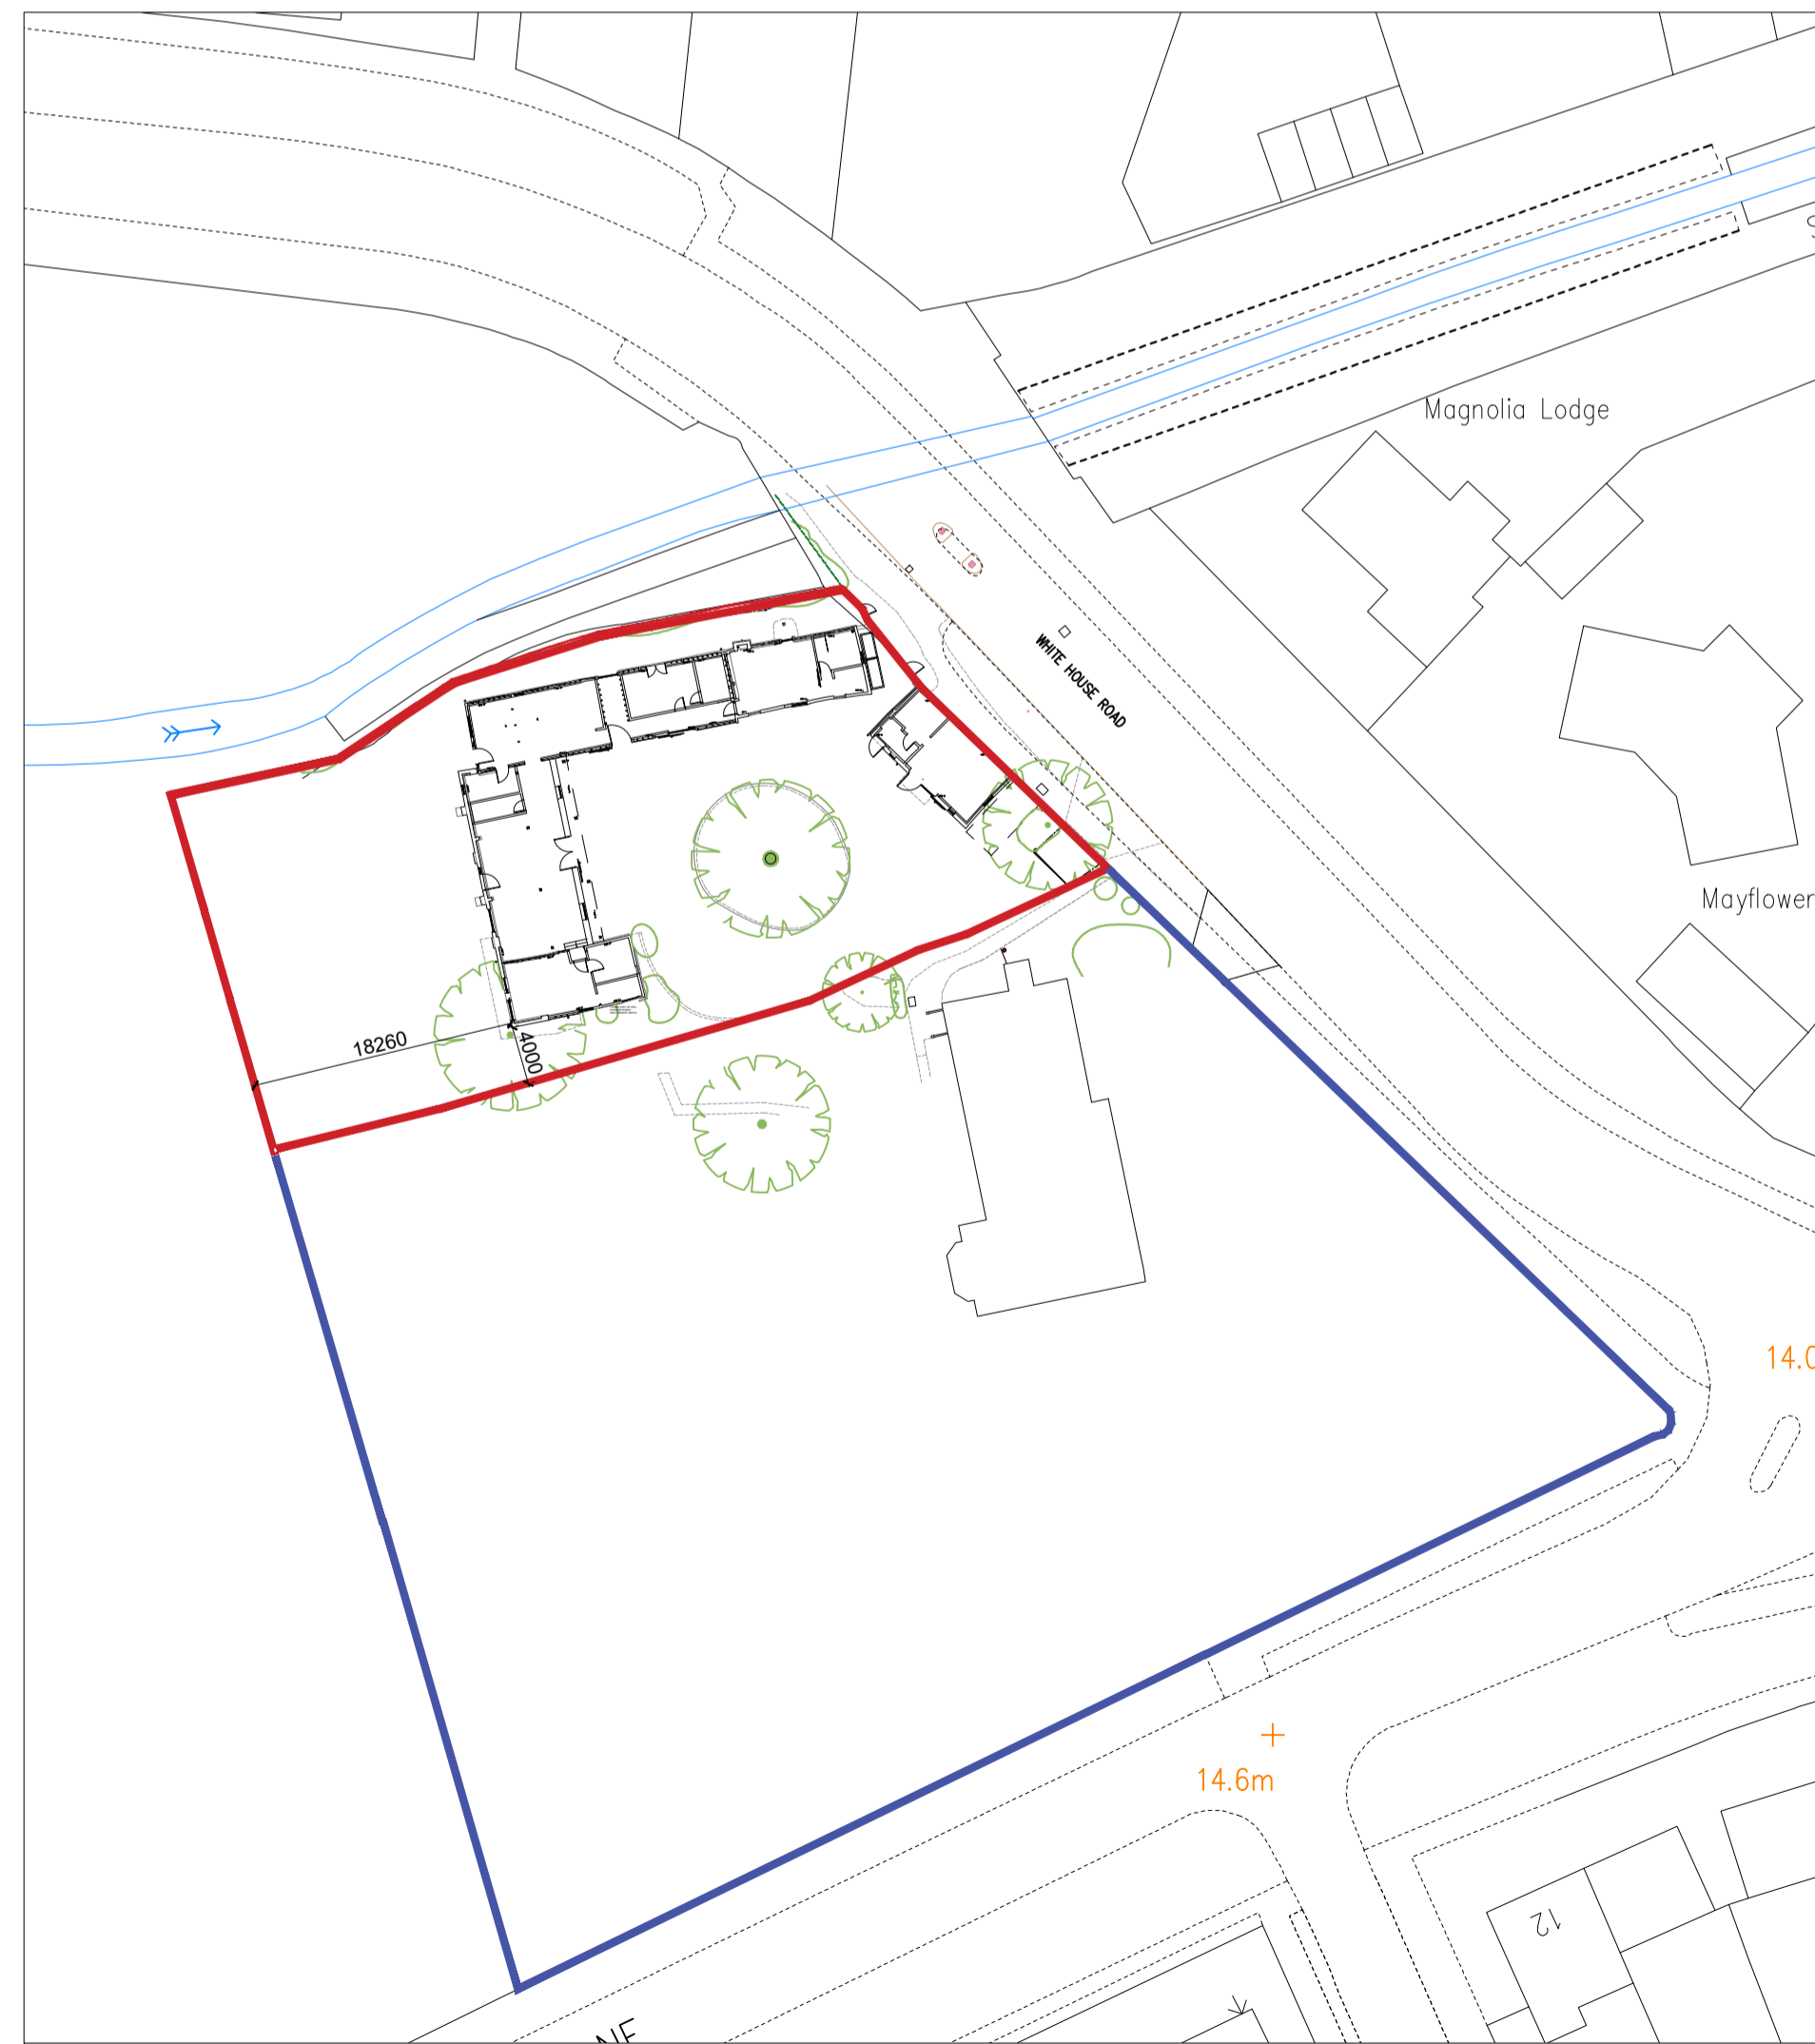 Magnolia Lodge
WHITE HOUSE ROAD
Mayflower
18260
4000
14.6m
12